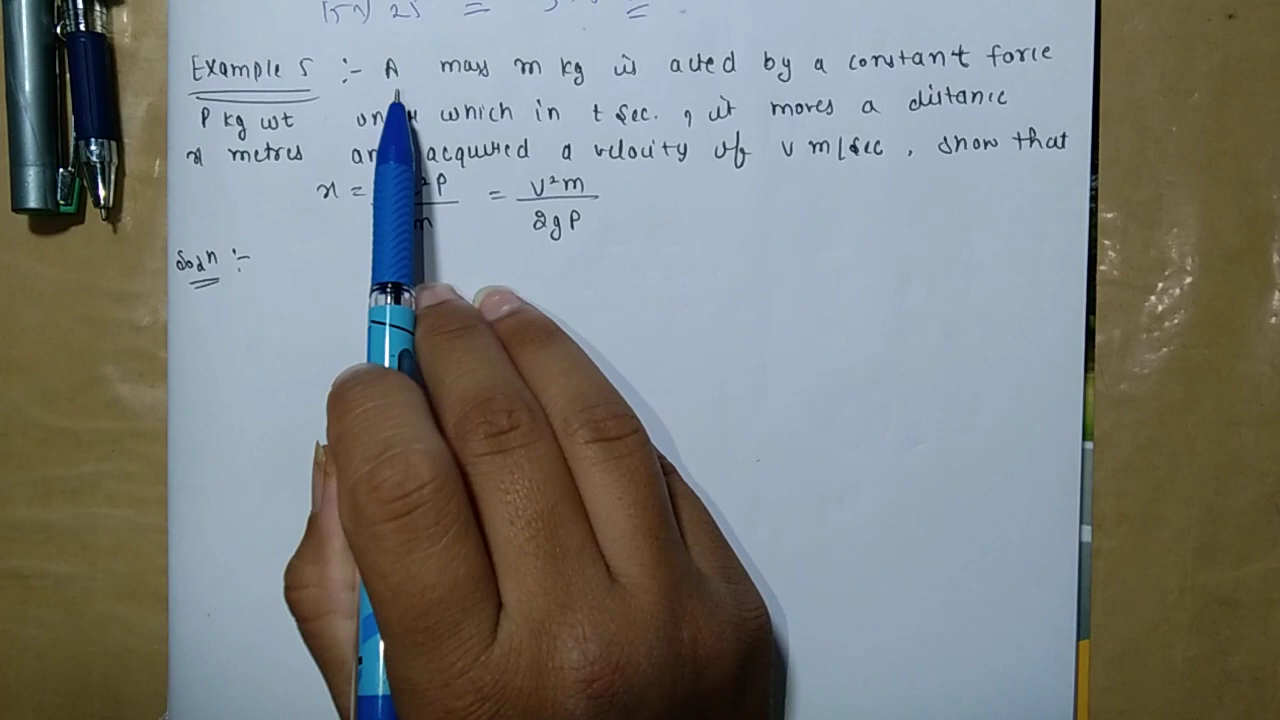 Example 5 :- A mass m kg is acted by a constant force
P kg wt which in t sec. , it moves a distance
x metres acquired a velocity of v m/sec , show that
x = ²P = v²m / 2gP
Solⁿ :-